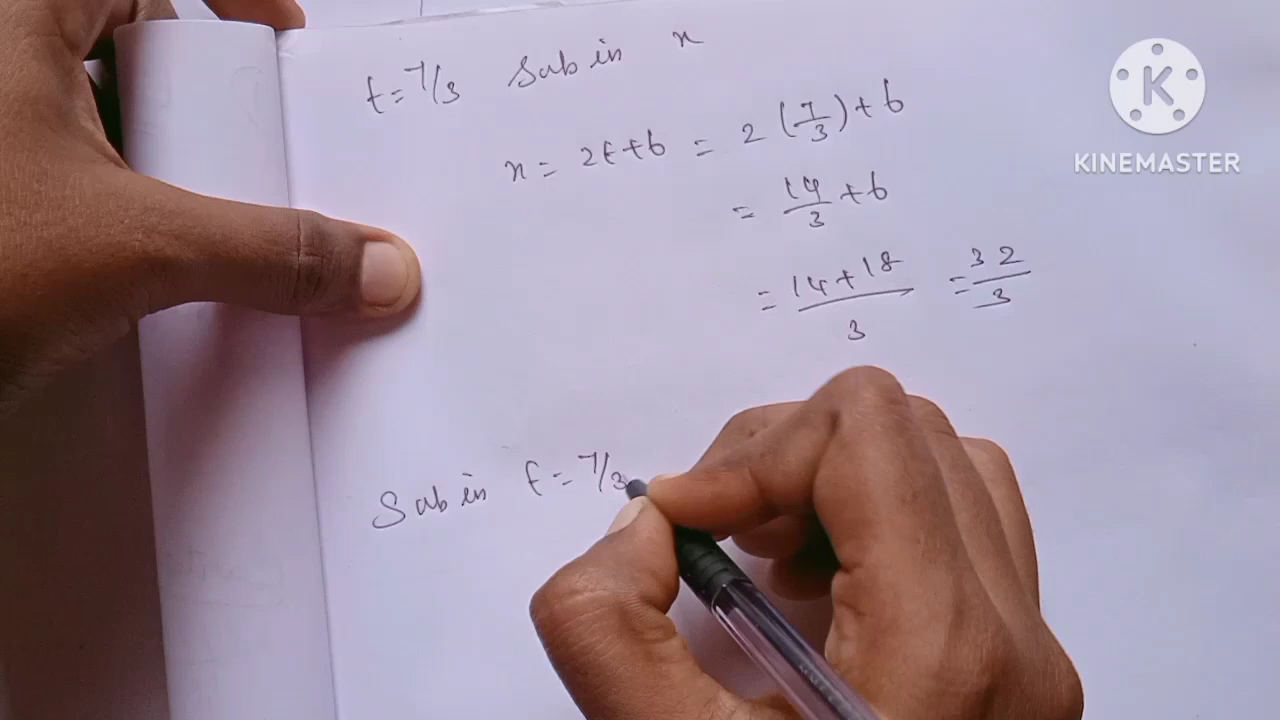 t = 7/3 Sub in x
x = 2t+6 = 2 (7/3) + 6
= 14/3 + 6
= 14+18/3 = 32/3
Sub in t = 7/3
K
KINEMASTER